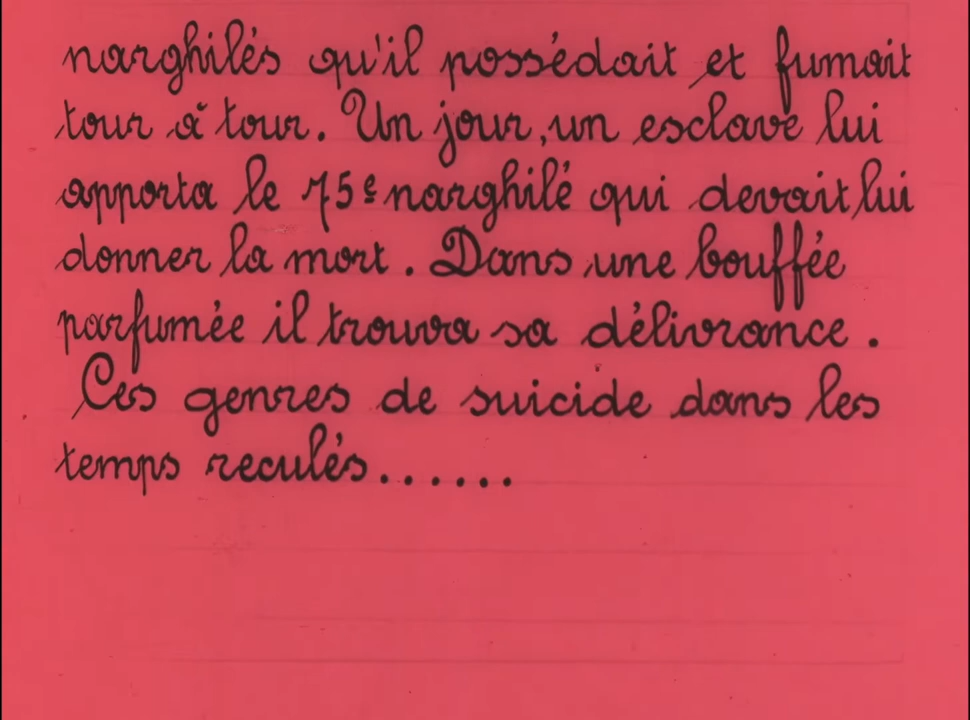 narghilés qu'il possédait et fumait
tour à tour. Un jour, un esclave lui
apporta le 75e narghilé qui devait lui
donner la mort. Dans une bouffée
parfumée il trouva sa délivrance.
Ces genres de suicide dans les
temps reculés......